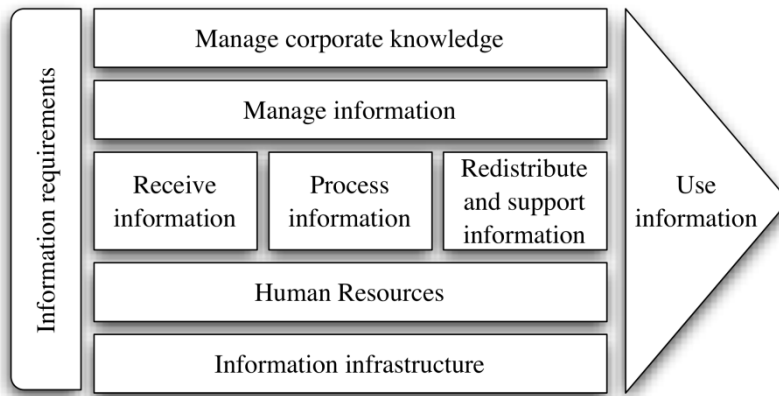 Information requirements
Manage corporate knowledge
Manage information
Receive
information
Process
information
Redistribute
and support
information
Human Resources
Information infrastructure
Use
information